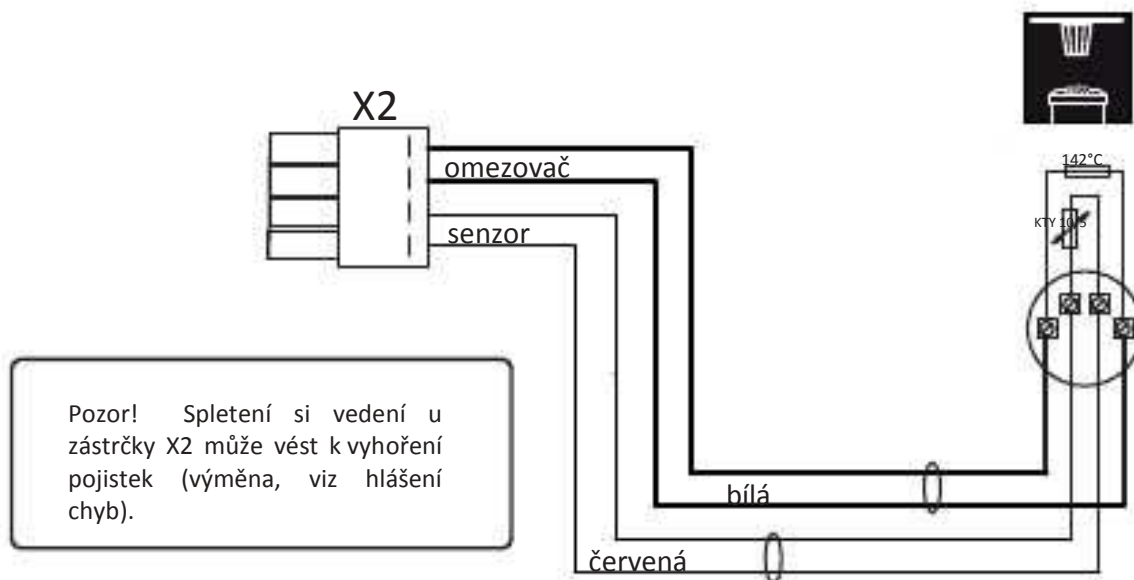 X2
omezovač
senzor
142°C
KTY 10/5
Pozor! Spletení si vedení u
zástrčky X2 může vést k vyhoření
pojistek (výměna, viz hlášení
chyb).
bílá
červená